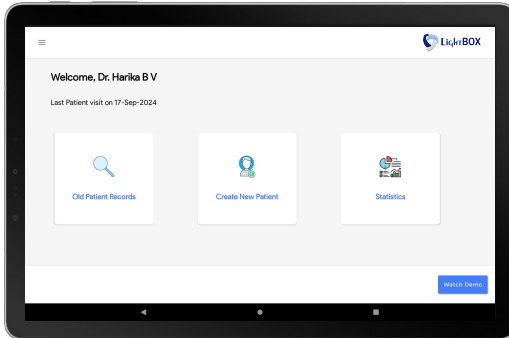 LightBOX
Welcome, Dr. Harika B V
Last Patient visit on 17-Sep-2024
Old Patient Records
Create New Patient
Statistics
Watch Demo